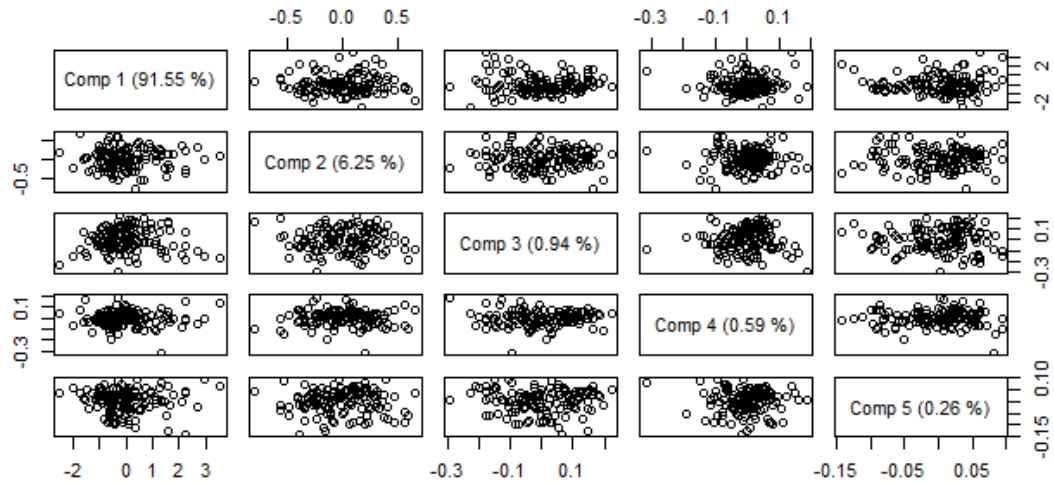 -0.5 0.0 0.5 -0.3 -0.1 0.1
Comp 1 (91.55 %) -2 2
-0.5 Comp 2 (6.25 %)
Comp 3 (0.94 %) -0.3 0.1
-0.3 0.1 Comp 4 (0.59 %)
Comp 5 (0.26 %) -0.15 0.10
-2 0 1 2 3 -0.3 -0.1 0.1 -0.15 -0.05 0.05